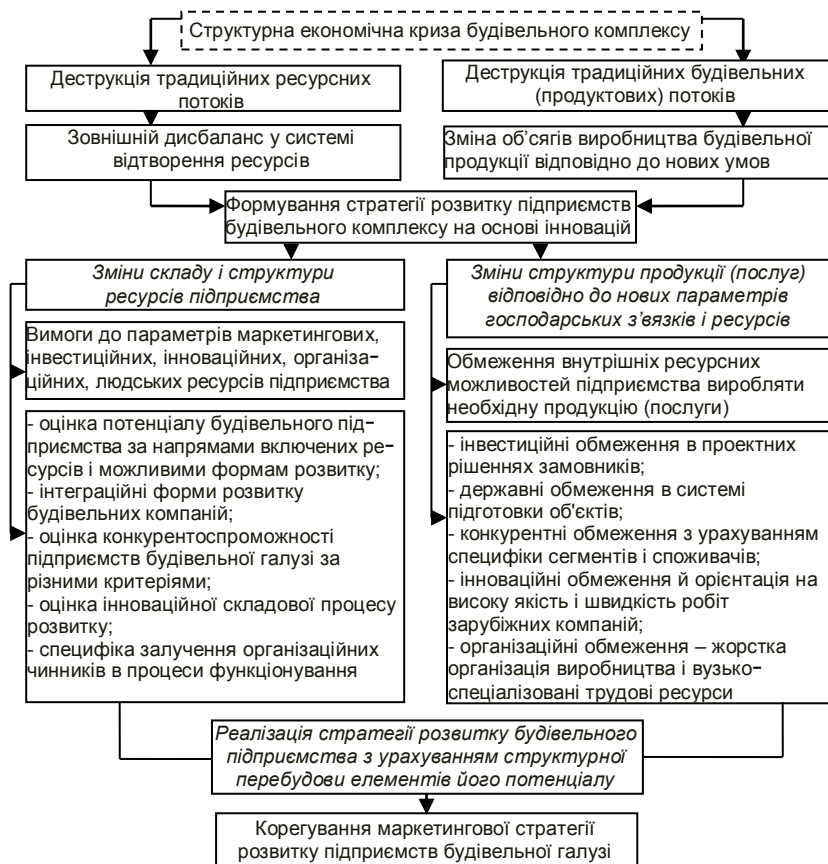 Структурна економічна криза будівельного комплексу
Деструкція традиційних ресурсних
потоків
Деструкція традиційних будівельних
(продуктових) потоків
Зовнішній дисбаланс у системі
відтворення ресурсів
Зміна об’єягів виробництва будівельної
продукції відповідно до нових умов
Формування стратегії розвитку підприємств
будівельного комплексу на основі інновацій
Зміни складу і структури
ресурсів підприємства
Зміни структури продукції (послуг)
відповідно до нових параметрів
господарських з’вязків і ресурсів
Вимоги до параметрів маркетингових,
інвестиційних, інноваційних, організа-
ційних, людських ресурсів підприємства
Обмеження внутрішніх ресурсних
можливостей підприємства виробляти
необхідну продукцію (послуги)
- оцінка потенціалу будівельного під-
приємства за напрямами включених ре-
сурсів і можливими формам розвитку;
- інтеграційні форми розвитку
будівельних компаній;
- оцінка конкурентоспроможності
підприємств будівельної галузі за
різними критеріями;
- оцінка інноваційної складової процесу
розвитку;
- специфіка залучення організаційних
чинників в процеси функціонування
- інвестиційні обмеження в проектних
рішеннях замовників;
- державні обмеження в системі
підготовки об'єктів;
- конкурентні обмеження з урахуванням
специфіки сегментів і споживачів;
- інноваційні обмеження й орієнтація на
високу якість і швидкість робіт
зарубіжних компаній;
- організаційні обмеження – жорстка
організація виробництва і вузько-
спеціалізовані трудові ресурси
Реалізація стратегії розвитку будівельного
підприємства з урахуванням структурної
перебудови елементів його потенціалу
Корегування маркетингової стратегії
розвитку підприємств будівельної галузі